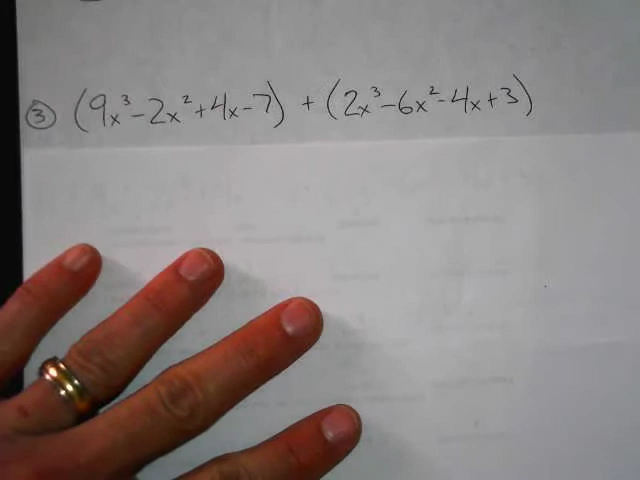 ③ (9x³-2x²+4x-7) + (2x³-6x²-4x+3)